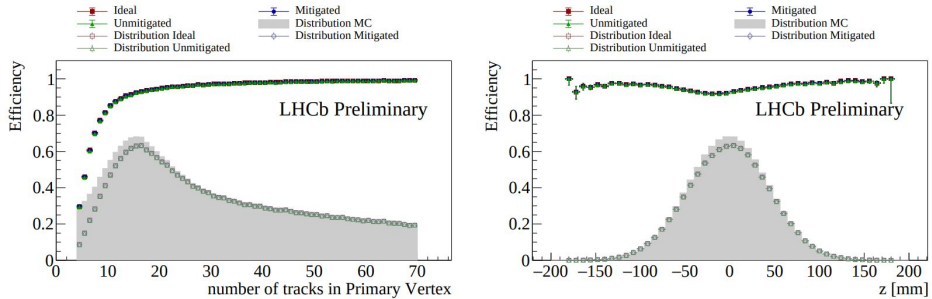 Ideal
Mitigated
Unmitigated
Distribution MC
Distribution Ideal
Distribution Mitigated
Distribution Unmitigated
Efficiency
1
0.8
0.6
0.4
0.2
0
LHCb Preliminary
0 10 20 30 40 50 60 70
number of tracks in Primary Vertex
Ideal
Mitigated
Unmitigated
Distribution MC
Distribution Ideal
Distribution Mitigated
Distribution Unmitigated
Efficiency
1
0.8
0.6
0.4
0.2
0
LHCb Preliminary
−200 −150 −100 −50 0 50 100 150 200
z [mm]